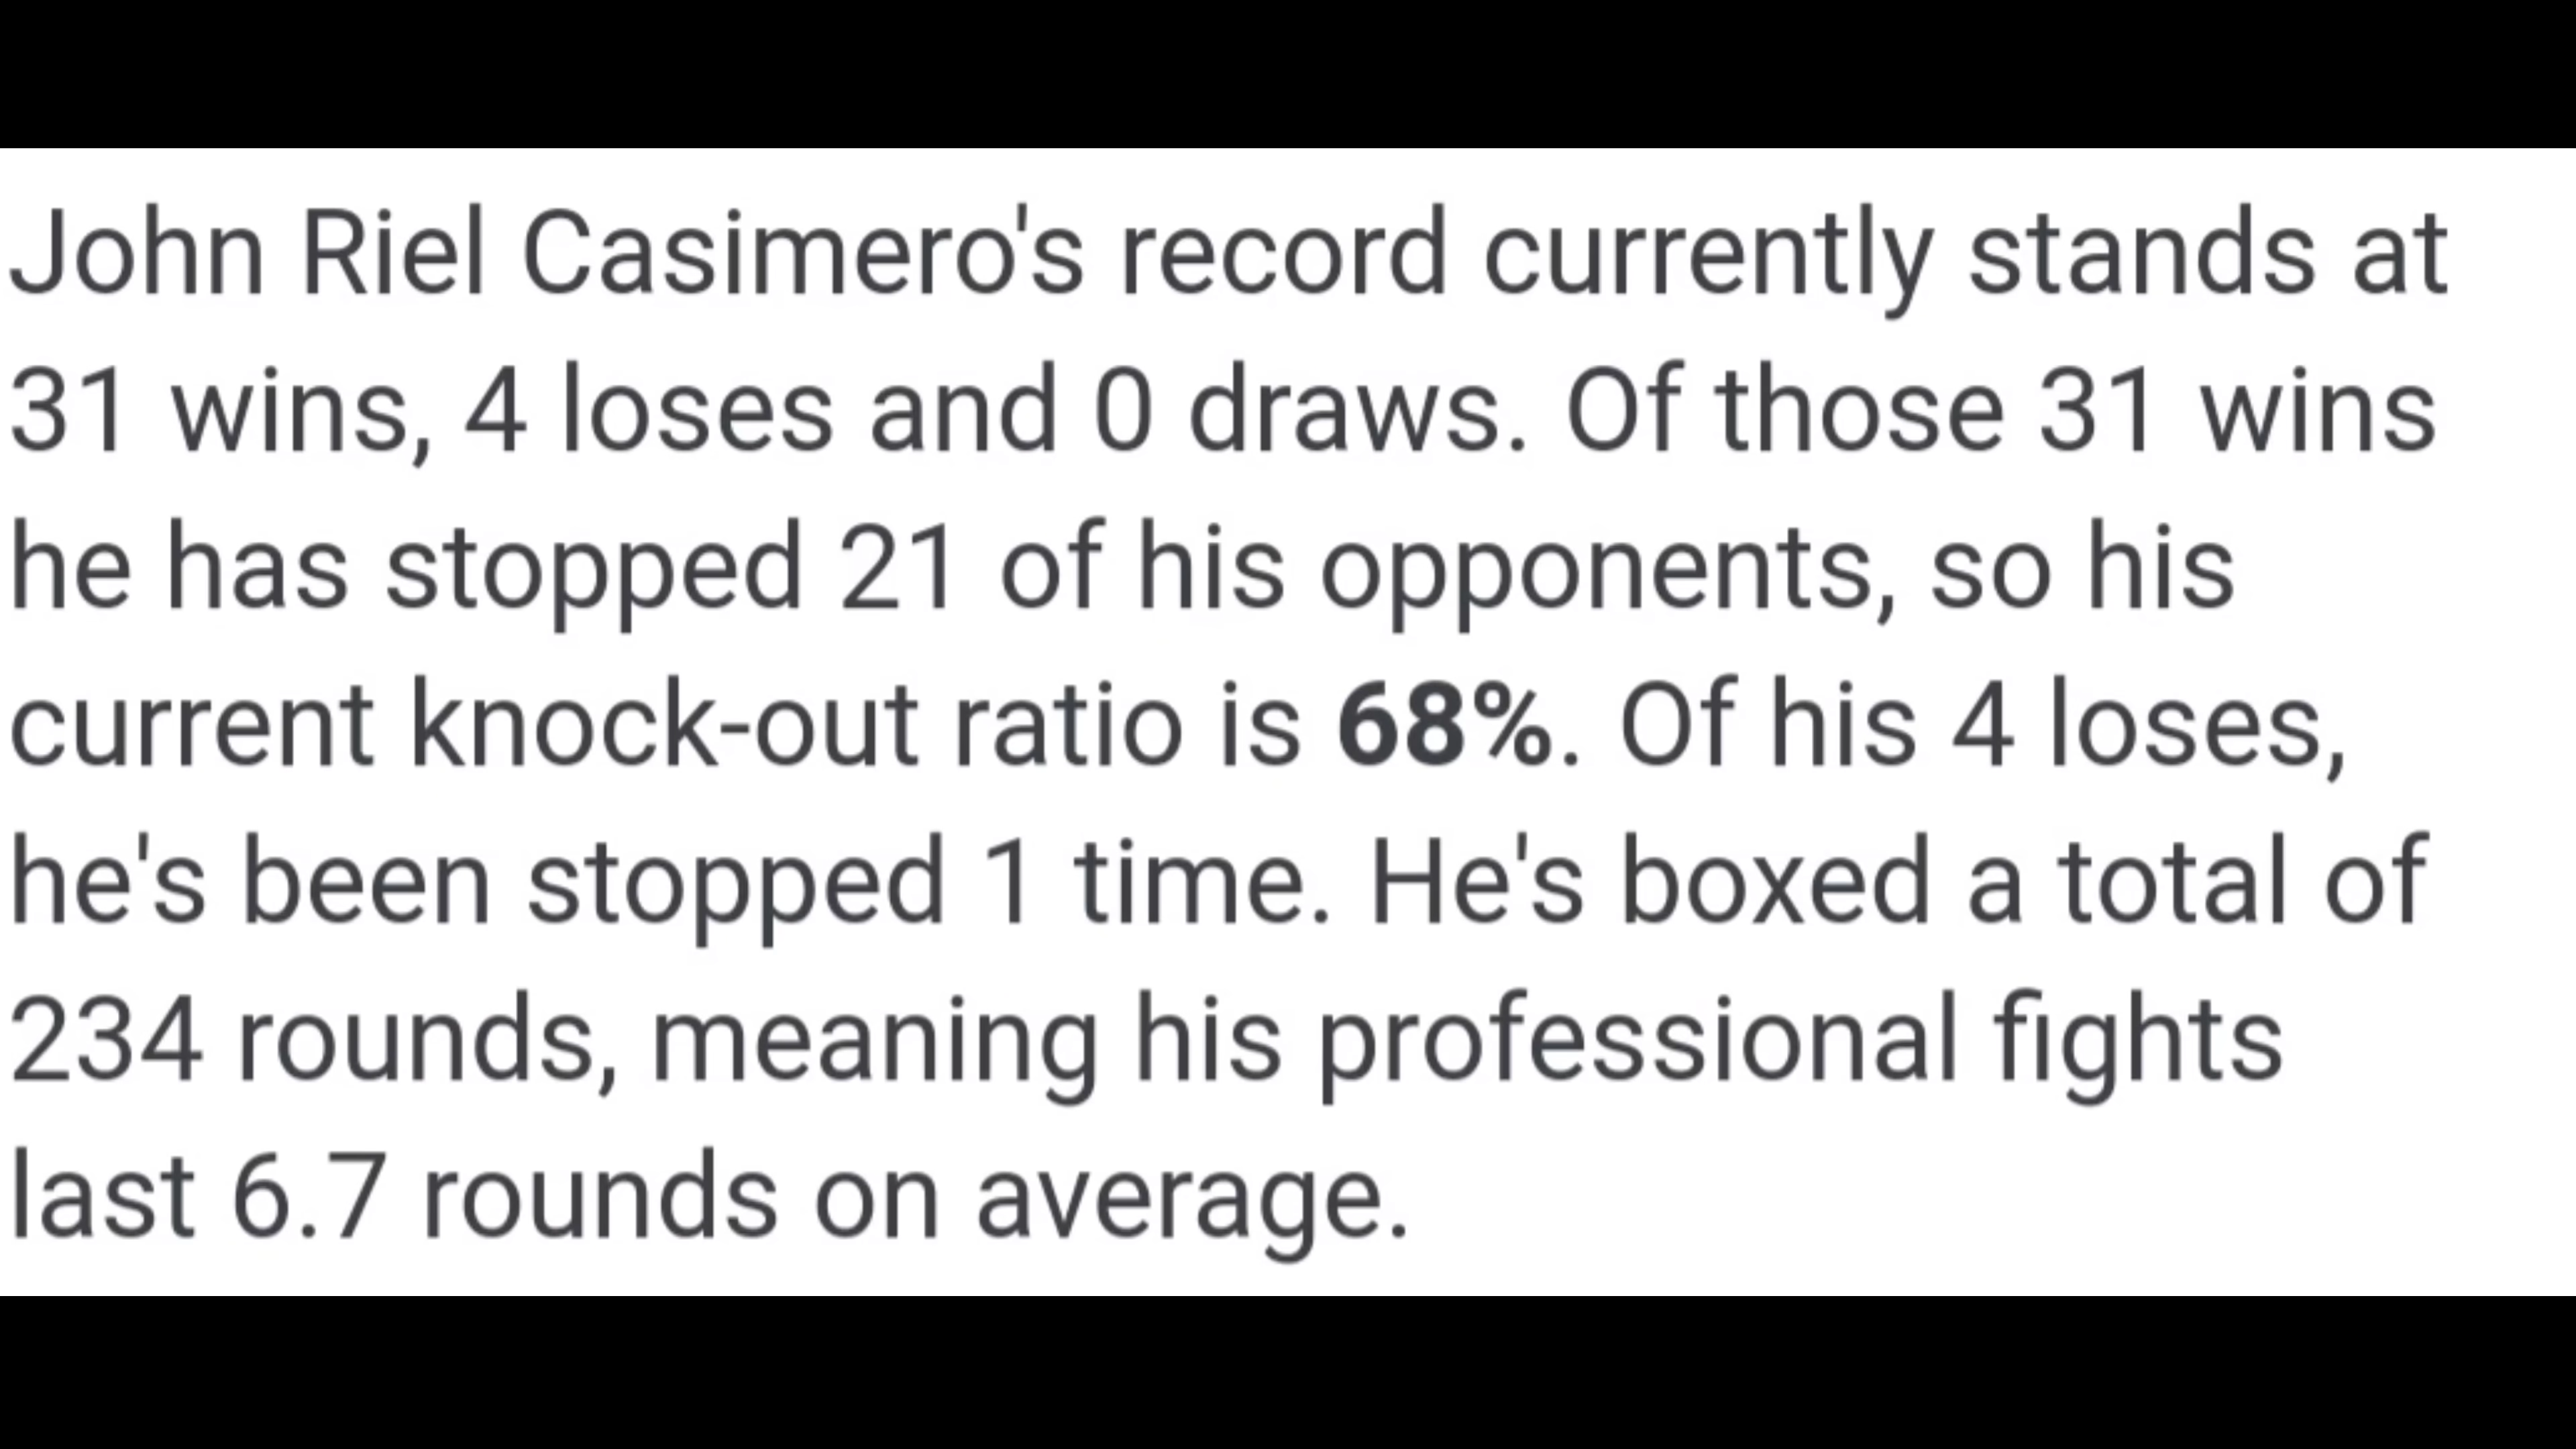 John Riel Casimero's record currently stands at
31 wins, 4 loses and 0 draws. Of those 31 wins
he has stopped 21 of his opponents, so his
current knock-out ratio is 68%. Of his 4 loses,
he's been stopped 1 time. He's boxed a total of
234 rounds, meaning his professional fights
last 6.7 rounds on average.